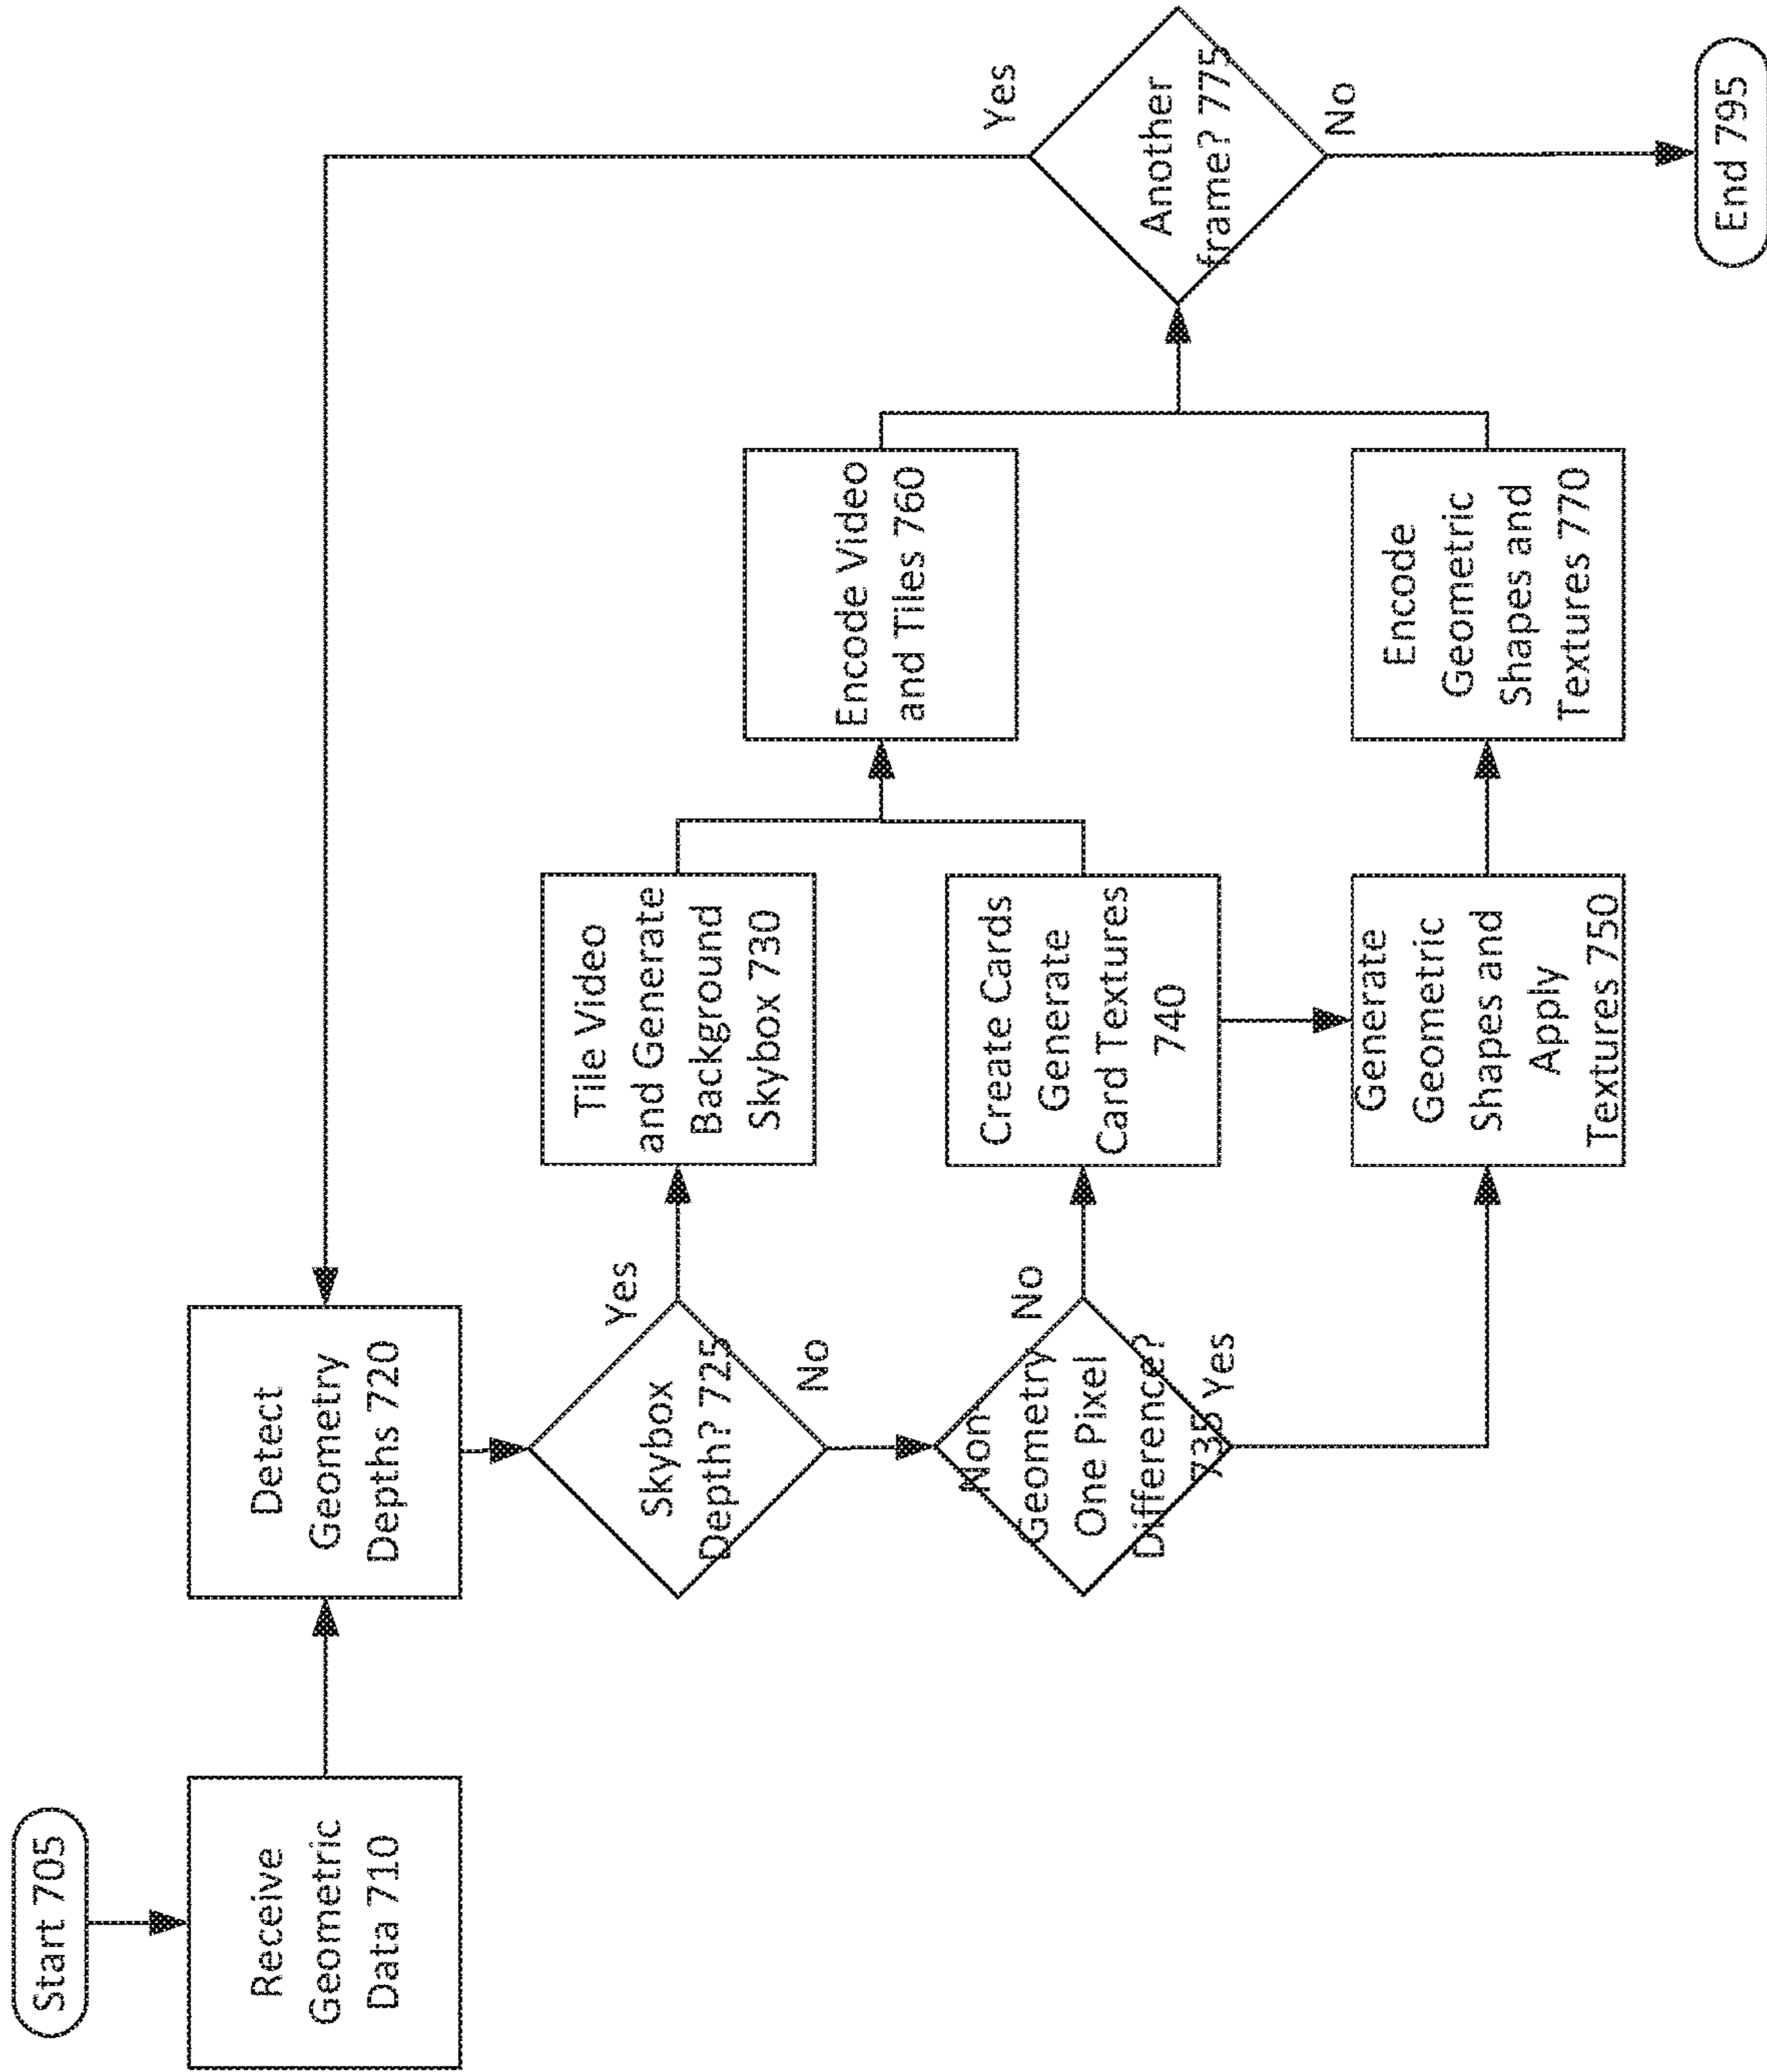 Start 705
Receive
Geometric
Data 710
Detect
Geometry
Depths 720
Skybox
Depth? 725
Yes
No
Tile Video
and Generate
Background
Skybox 730
Non
Geometry
One Pixel
Difference?
735
No
Yes
Create Cards
Generate
Card Textures
740
Generate
Geometric
Shapes and
Apply
Textures 750
Encode Video
and Tiles 760
Encode
Geometric
Shapes and
Textures 770
Another
frame? 775
Yes
No
End 795